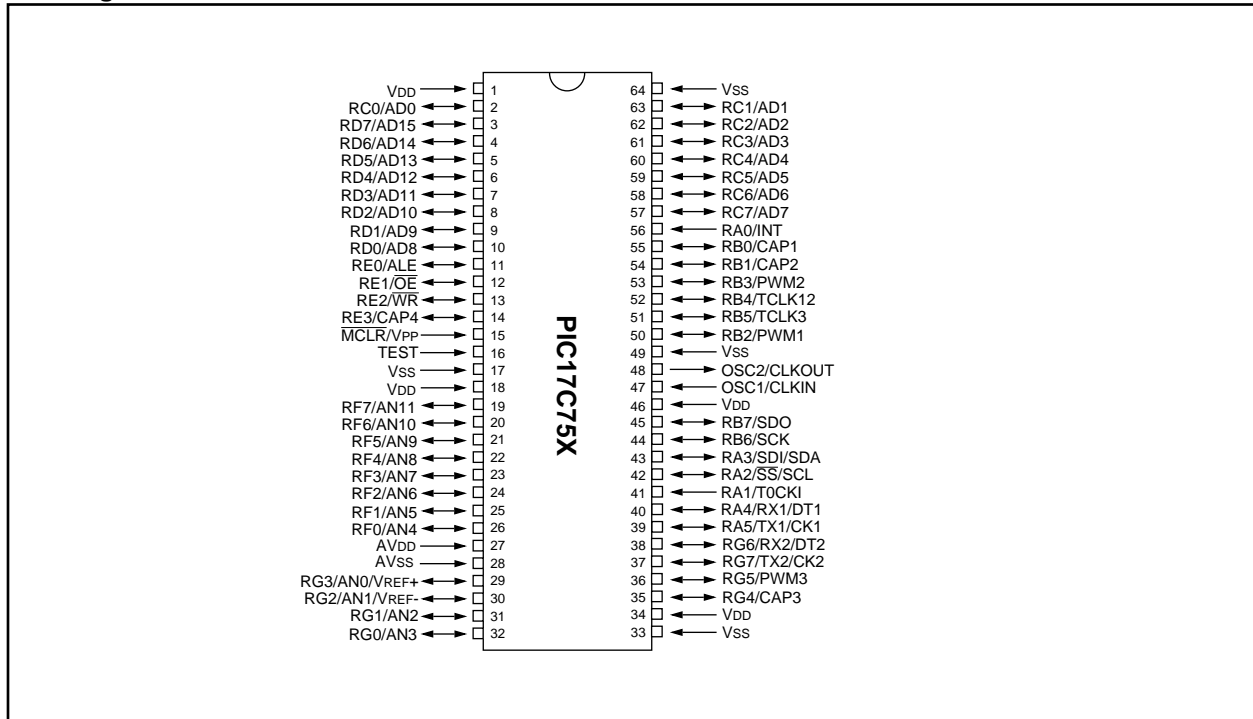 VDD 1 64 VSS
RC0/AD0 2 63 RC1/AD1
RD7/AD15 3 62 RC2/AD2
RD6/AD14 4 61 RC3/AD3
RD5/AD13 5 60 RC4/AD4
RD4/AD12 6 59 RC5/AD5
RD3/AD11 7 58 RC6/AD6
RD2/AD10 8 57 RC7/AD7
RD1/AD9 9 56 RA0/INT
RD0/AD8 10 55 RB0/CAP1
RE0/ALE 11 54 RB1/CAP2
RE1/OE 12 53 RB3/PWM2
RE2/WR 13 52 RB4/TCLK12
RE3/CAP4 14 51 RB5/TCLK3
MCLR/VPP 15 50 RB2/PWM1
TEST 16 49 VSS
VSS 17 48 OSC2/CLKOUT
VDD 18 47 OSC1/CLKIN
RF7/AN11 19 46 VDD
RF6/AN10 20 45 RB7/SDO
RF5/AN9 21 44 RB6/SCK
RF4/AN8 22 43 RA3/SDI/SDA
RF3/AN7 23 42 RA2/SS/SCL
RF2/AN6 24 41 RA1/T0CKI
RF1/AN5 25 40 RA4/RX1/DT1
RF0/AN4 26 39 RA5/TX1/CK1
AVDD 27 38 RG6/RX2/DT2
AVSS 28 37 RG7/TX2/CK2
RG3/AN0/VREF+ 29 36 RG5/PWM3
RG2/AN1/VREF- 30 35 RG4/CAP3
RG1/AN2 31 34 VDD
RG0/AN3 32 33 VSS
PIC17C75X